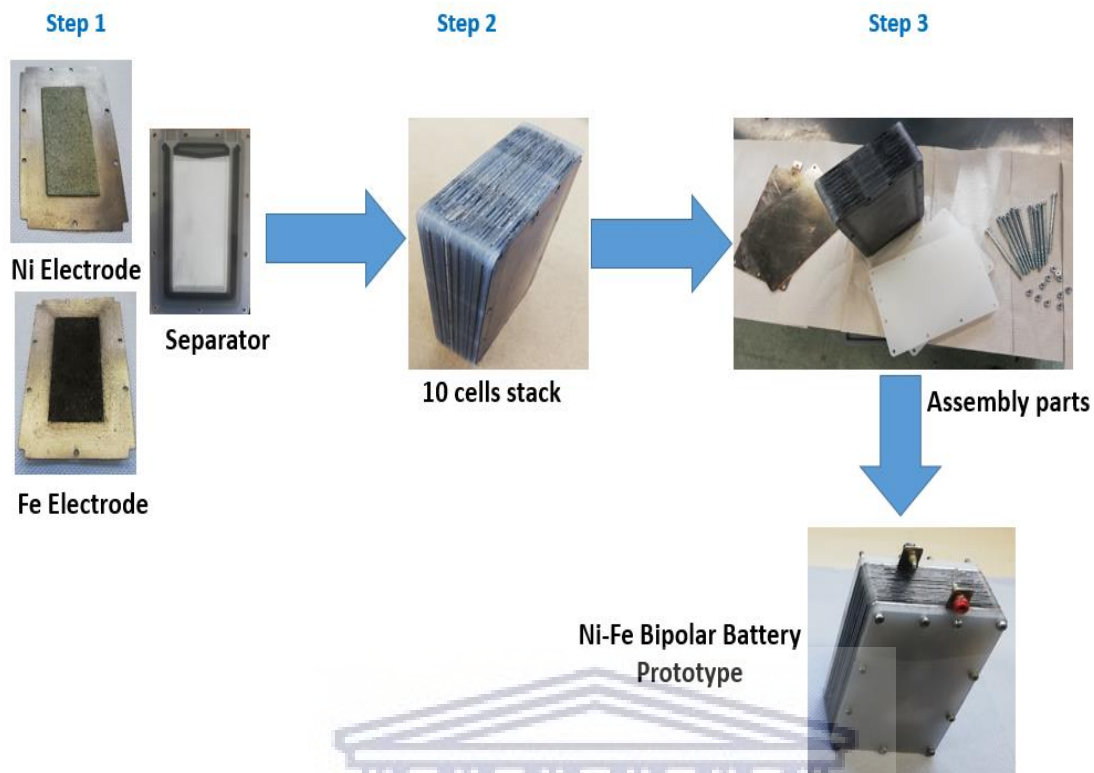 Step 1
Step 2
Step 3
Ni Electrode
Separator
Fe Electrode
10 cells stack
Assembly parts
Ni-Fe Bipolar Battery
Prototype